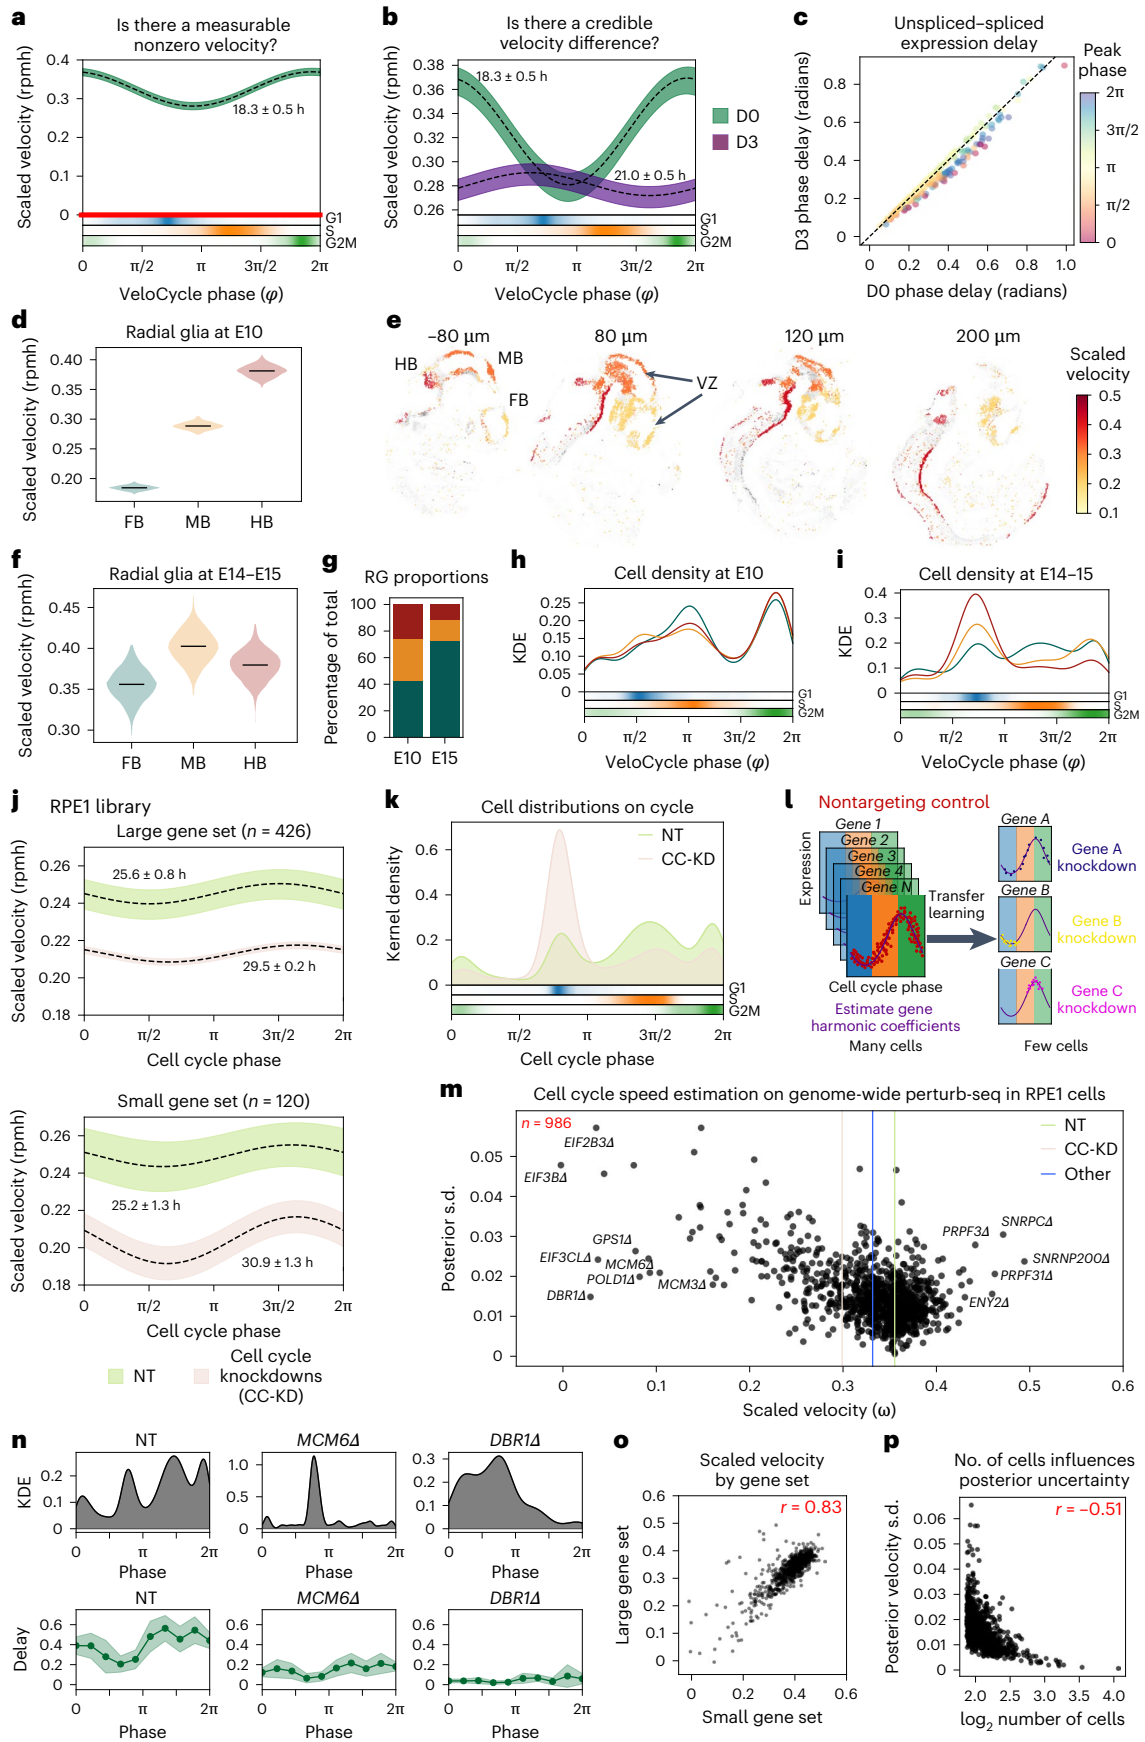 a
Is there a measurable
nonzero velocity?
Scaled velocity (rpmh)
0.4
0.3
0.2
0.1
0
18.3 ± 0.5 h
G1
S
G2M
0
π/2
π
3π/2
2π
VeloCycle phase (φ)
b
Is there a credible
velocity difference?
Scaled velocity (rpmh)
0.38
0.36
0.34
0.32
0.30
0.28
0.26
18.3 ± 0.5 h
21.0 ± 0.5 h
D0
D3
G1
S
G2M
0
π/2
π
3π/2
2π
VeloCycle phase (φ)
c
Unspliced–spliced
expression delay
D3 phase delay (radians)
0.8
0.6
0.4
0.2
0
0
0.2
0.4
0.6
0.8
1.0
D0 phase delay (radians)
Peak
phase
2π
3π/2
π
π/2
0
d
Radial glia at E10
Scaled velocity (rpmh)
0.40
0.30
0.30
0.20
FB
MB
HB
e
–80 μm
80 μm
120 μm
200 μm
HB
MB
FB
VZ
Scaled
velocity
0.5
0.4
0.3
0.2
0.1
f
Radial glia at E14–E15
Scaled velocity (rpmh)
0.45
0.40
0.35
0.30
FB
MB
HB
g
RG proportions
Percentage of total
100
80
60
40
20
0
E10
E15
h
Cell density at E10
KDE
0.25
0.20
0.15
0.10
0
G1
S
G2M
0
π/2
π
3π/2
2π
VeloCycle phase (φ)
i
Cell density at E14–15
KDE
0.4
0.3
0.2
0.1
0
G1
S
G2M
0
π/2
π
3π/2
2π
VeloCycle phase (φ)
j
RPE1 library
Large gene set (n = 426)
Scaled velocity (rpmh)
0.26
0.24
0.22
0.20
0.18
25.6 ± 0.8 h
29.5 ± 0.2 h
0
π/2
π
3π/2
2π
Cell cycle phase
Small gene set (n = 120)
Scaled velocity (rpmh)
0.26
0.24
0.22
0.20
0.18
25.2 ± 1.3 h
30.9 ± 1.3 h
0
π/2
π
3π/2
2π
Cell cycle phase
NT
Cell cycle
knockdowns
(CC-KD)
k
Cell distributions on cycle
Kernel density
0.6
0.4
0.2
0
NT
CC-KD
G1
S
G2M
0
π/2
π
3π/2
2π
Cell cycle phase
l
Nontargeting control
Gene 1
Gene 2
Gene 3
Gene 4
Gene N
Expression
Cell cycle phase
Estimate gene
harmonic coefficients
Many cells
Transfer
learning
Gene A
Gene A
knockdown
Gene B
Gene B
knockdown
Gene C
Gene C
knockdown
Few cells
m
Cell cycle speed estimation on genome-wide perturb-seq in RPE1 cells
n = 986
Posterior s.d.
0.05
0.04
0.03
0.02
0.01
0
EIF2B3Δ
EIF3BΔ
GPS1Δ
EIF3CLΔ
MCM6Δ
POLD1Δ
MCM3Δ
DBR1Δ
PRPF3Δ
SNRPCΔ
SNRNP200Δ
PRPF31Δ
ENY2Δ
NT
CC-KD
Other
0
0.1
0.2
0.3
0.4
0.5
0.6
Scaled velocity (ω)
n
NT
MCM6Δ
DBR1Δ
KDE
0.2
0.1
0
1.0
0.5
0
0.3
0.2
0.1
0
0
π
2π
0
π
2π
0
π
2π
Phase
Phase
Phase
NT
MCM6Δ
DBR1Δ
Delay
0.6
0.4
0.2
0
0.6
0.4
0.2
0
0.6
0.4
0.2
0
0
π
2π
0
π
2π
0
π
2π
Phase
Phase
Phase
o
Scaled velocity
by gene set
Large gene set
0.6
0.5
0.4
0.3
0.2
0.1
0
r = 0.83
0
0.2
0.4
0.6
Small gene set
p
No. of cells influences
posterior uncertainty
Posterior velocity s.d.
0.06
0.05
0.04
0.03
0.02
0.01
0
r = −0.51
2.0
2.5
3.0
3.5
4.0
log2 number of cells